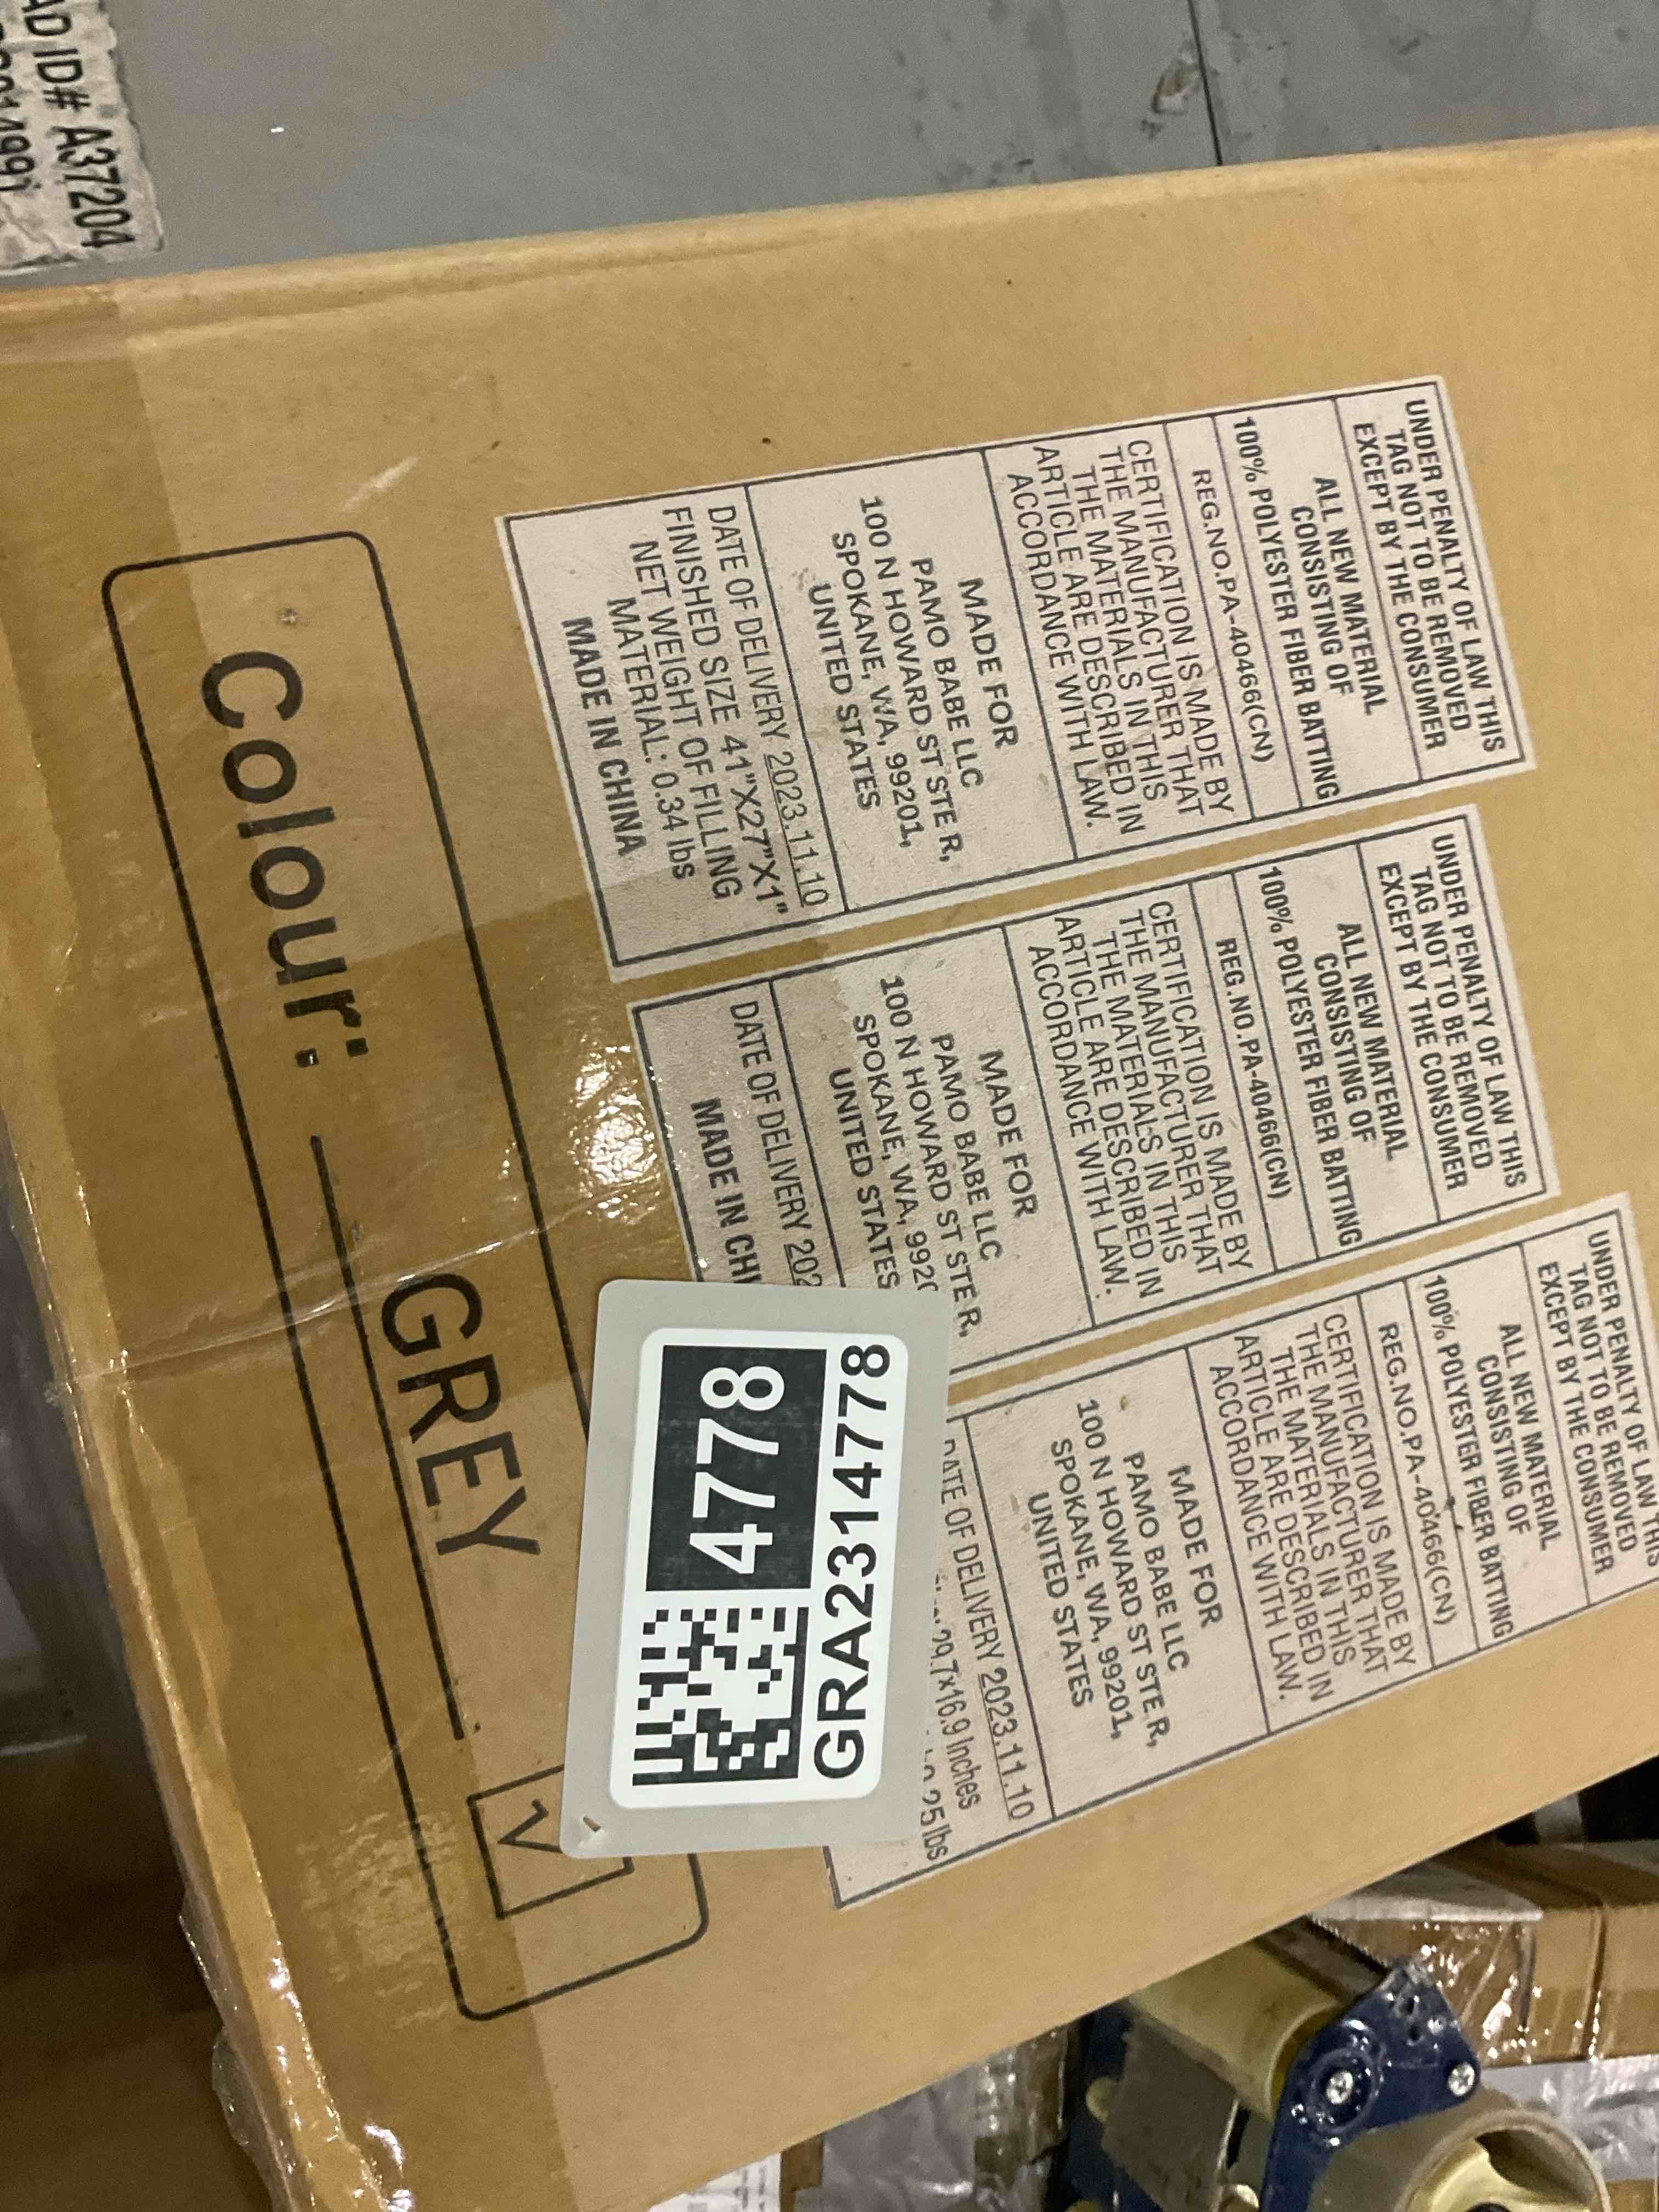 AD ID# A37204
UNDER PENALTY OF LAW THIS
TAG NOT TO BE REMOVED
EXCEPT BY THE CONSUMER
ALL NEW MATERIAL
CONSISTING OF
100% POLYESTER FIBER BATTING
REG.NO.PA-40466(CN)
CERTIFICATION IS MADE BY
THE MANUFACTURER THAT
THE MATERIALS IN THIS
ARTICLE ARE DESCRIBED IN
ACCORDANCE WITH LAW.
MADE FOR
PAMO BABE LLC
100 N HOWARD ST STE R,
SPOKANE, WA, 99201,
UNITED STATES
DATE OF DELIVERY 2023.11.10
FINISHED SIZE 41"X27"X1"
NET WEIGHT OF FILLING
MATERIAL: 0.34 lbs
MADE IN CHINA
UNDER PENALTY OF LAW THIS
TAG NOT TO BE REMOVED
EXCEPT BY THE CONSUMER
ALL NEW MATERIAL
CONSISTING OF
100% POLYESTER FIBER BATTING
REG.NO.PA-40466(CN)
CERTIFICATION IS MADE BY
THE MANUFACTURER THAT
THE MATERIALS IN THIS
ARTICLE ARE DESCRIBED IN
ACCORDANCE WITH LAW.
MADE FOR
PAMO BABE LLC
100 N HOWARD ST STE R,
SPOKANE, WA, 992
UNITED STATES
DATE OF DELIVERY 202
MADE IN CH
UNDER PENALTY OF LAW THIS
TAG NOT TO BE REMOVED
EXCEPT BY THE CONSUMER
ALL NEW MATERIAL
CONSISTING OF
100% POLYESTER FIBER BATTING
REG.NO.PA-40466(CN)
CERTIFICATION IS MADE BY
THE MANUFACTURER THAT
THE MATERIALS IN THIS
ARTICLE ARE DESCRIBED IN
ACCORDANCE WITH LAW.
MADE FOR
PAMO BABE LLC
100 N HOWARD ST STE R,
SPOKANE, WA, 99201,
UNITED STATES
DATE OF DELIVERY 2023.11.10
29.7x16.9 Inches
25 lbs
Colour: GREY
4778
GRA2314778